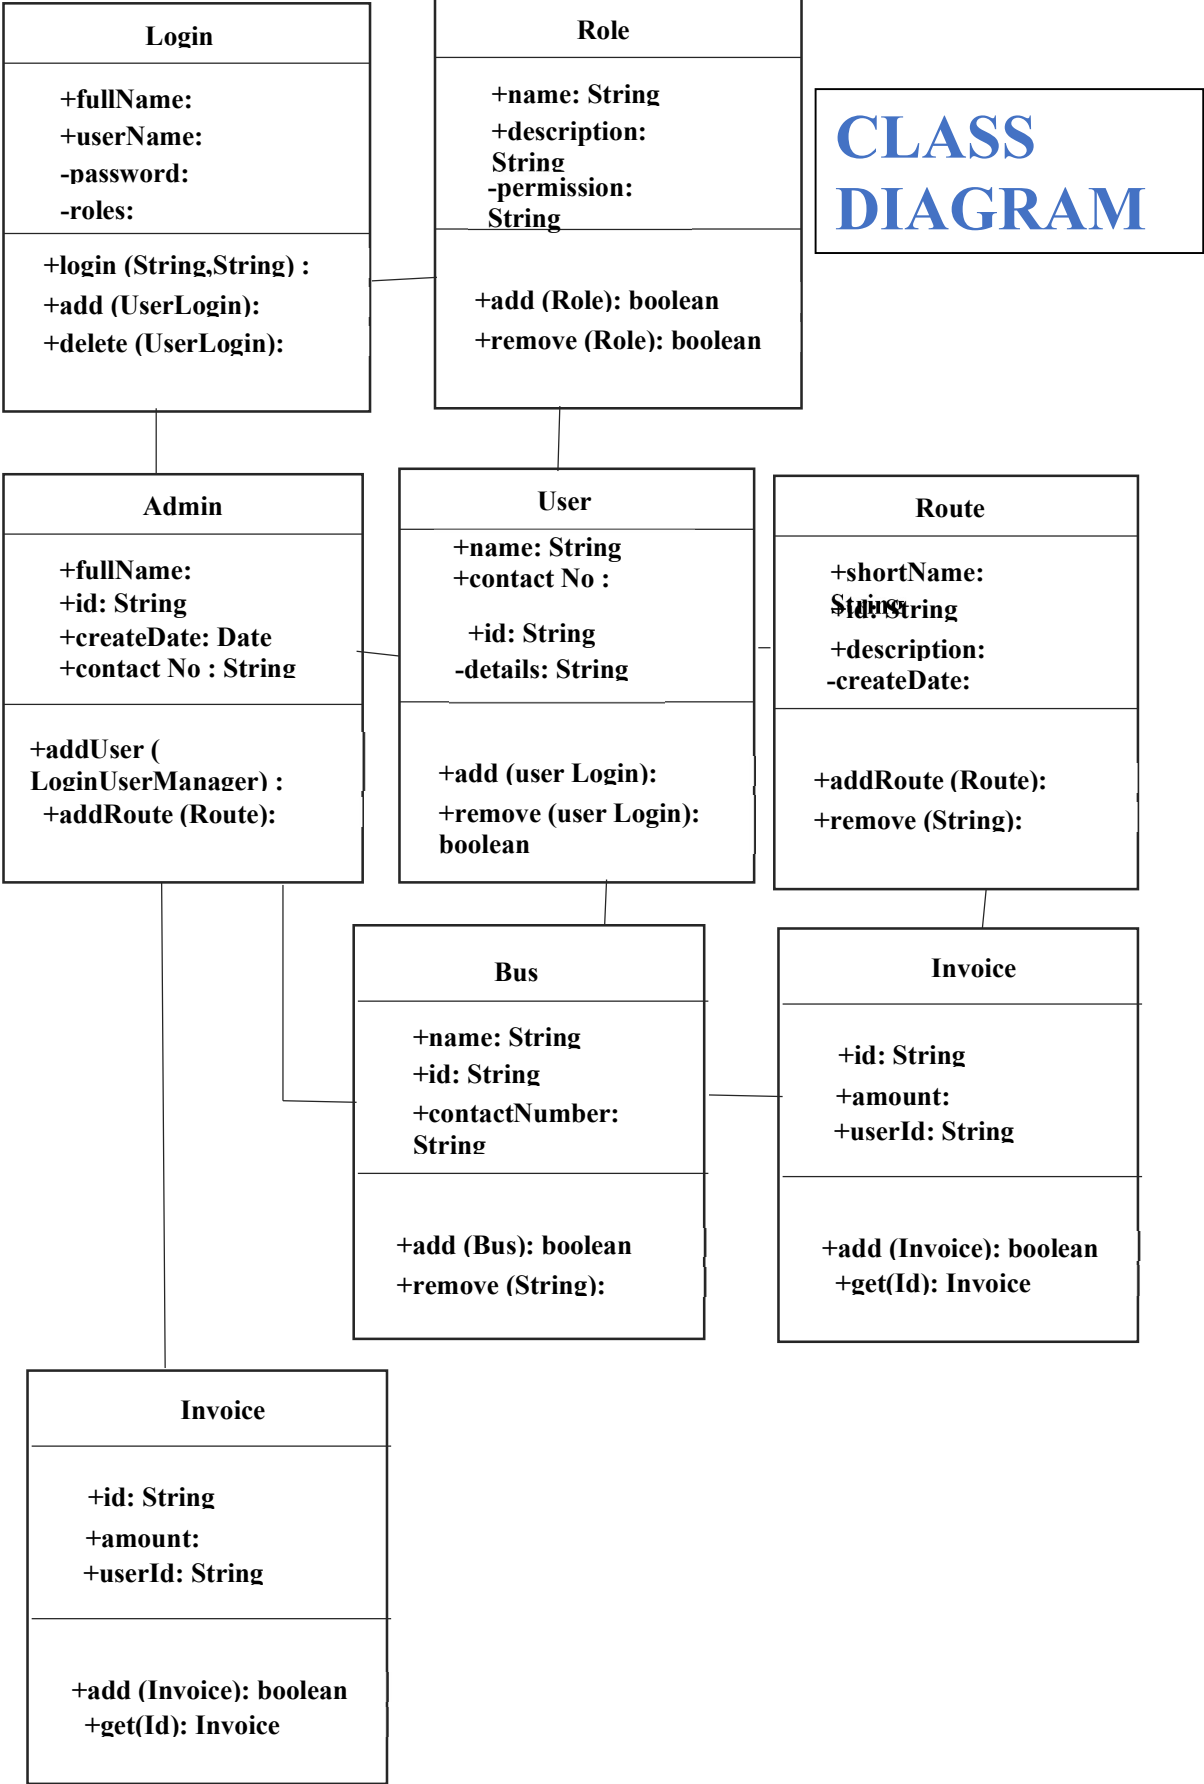 Login
+fullName:
+userName:
-password:
-roles:
+login (String,String) :
+add (UserLogin):
+delete (UserLogin):
Role
+name: String
+description:
String
-permission:
String
+add (Role): boolean
+remove (Role): boolean
CLASS
DIAGRAM
Admin
+fullName:
+id: String
+createDate: Date
+contact No : String
+addUser (
LoginUserManager) :
+addRoute (Route):
User
+name: String
+contact No :
+id: String
-details: String
+add (user Login):
+remove (user Login):
boolean
Route
+shortName:
String
+id: String
+description:
-createDate:
+addRoute (Route):
+remove (String):
Bus
+name: String
+id: String
+contactNumber:
String
+add (Bus): boolean
+remove (String):
Invoice
+id: String
+amount:
+userId: String
+add (Invoice): boolean
+get(Id): Invoice
Invoice
+id: String
+amount:
+userId: String
+add (Invoice): boolean
+get(Id): Invoice